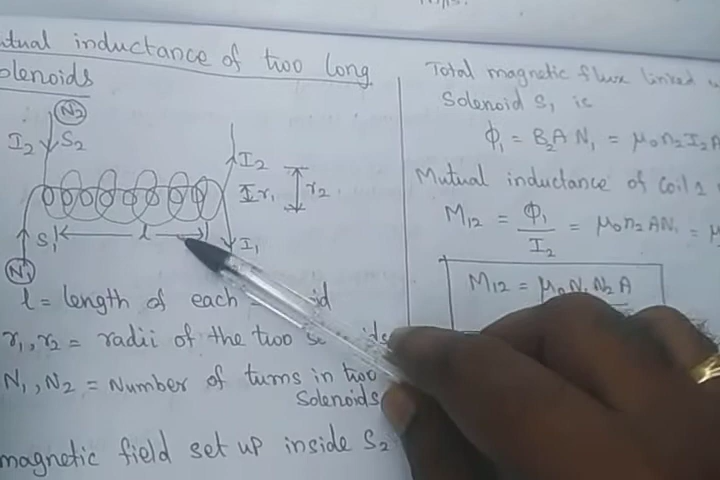 inductance of two long
Solenoids
N2
I2 S2
I2
r1 r2
S1 l I1
N1
l = length of each
r1, r2 = radii of the two
N1, N2 = Number of turns in two
Solenoids
magnetic field set up inside S2
Total magnetic flux linked
Solenoid S1 is
ϕ1 = B2 A N1 = μ0 n2 I2 A
Mutual inductance of Coil 1
M12 = ϕ1 / I2 = μ0 n2 A N1 =
M12 = μ0 N1 N2 A